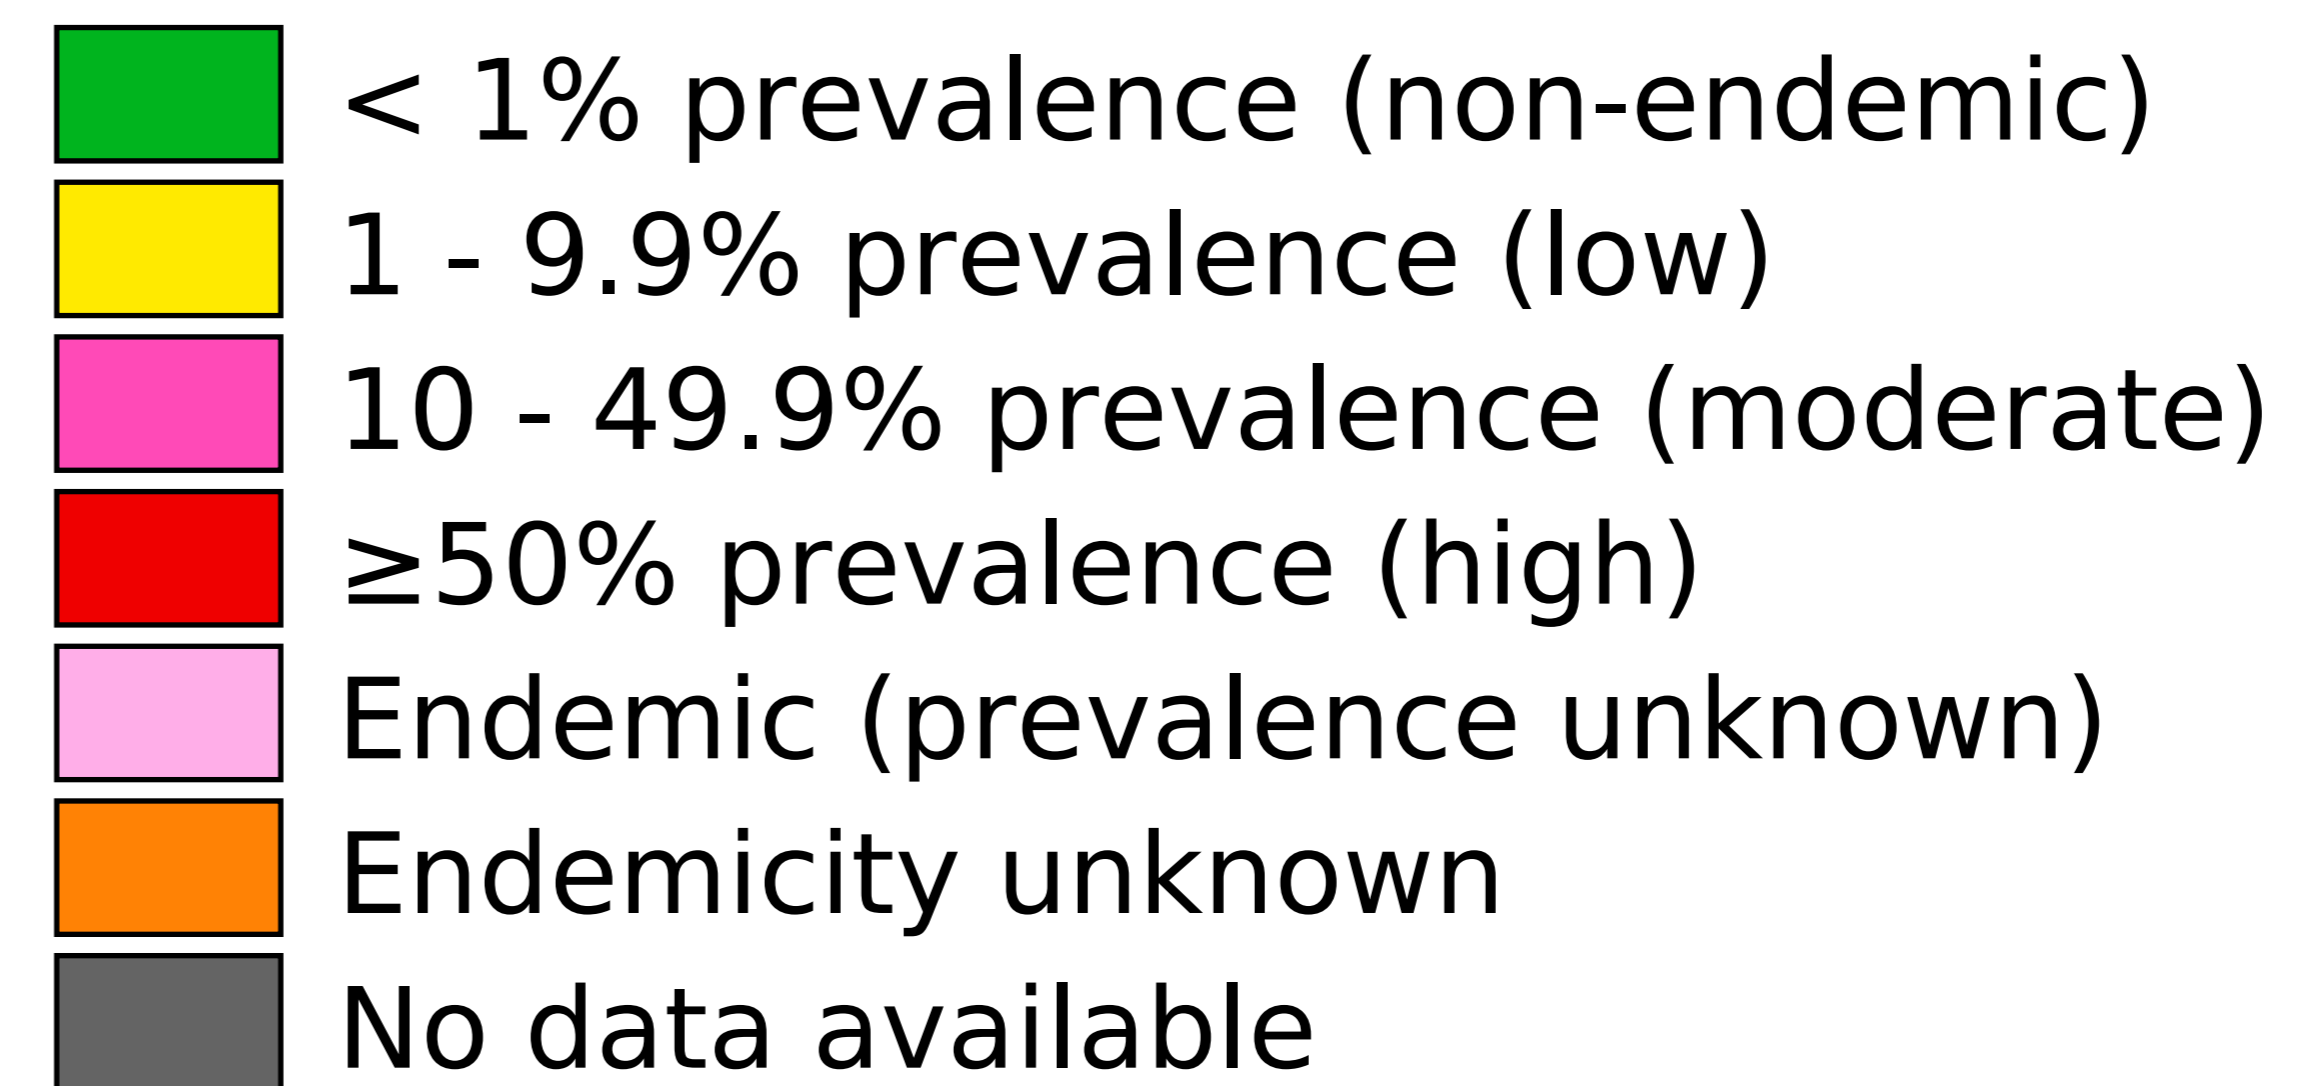 < 1% prevalence (non-endemic)
1 - 9.9% prevalence (low)
10 - 49.9% prevalence (moderate)
≥50% prevalence (high)
Endemic (prevalence unknown)
Endemicity unknown
No data available